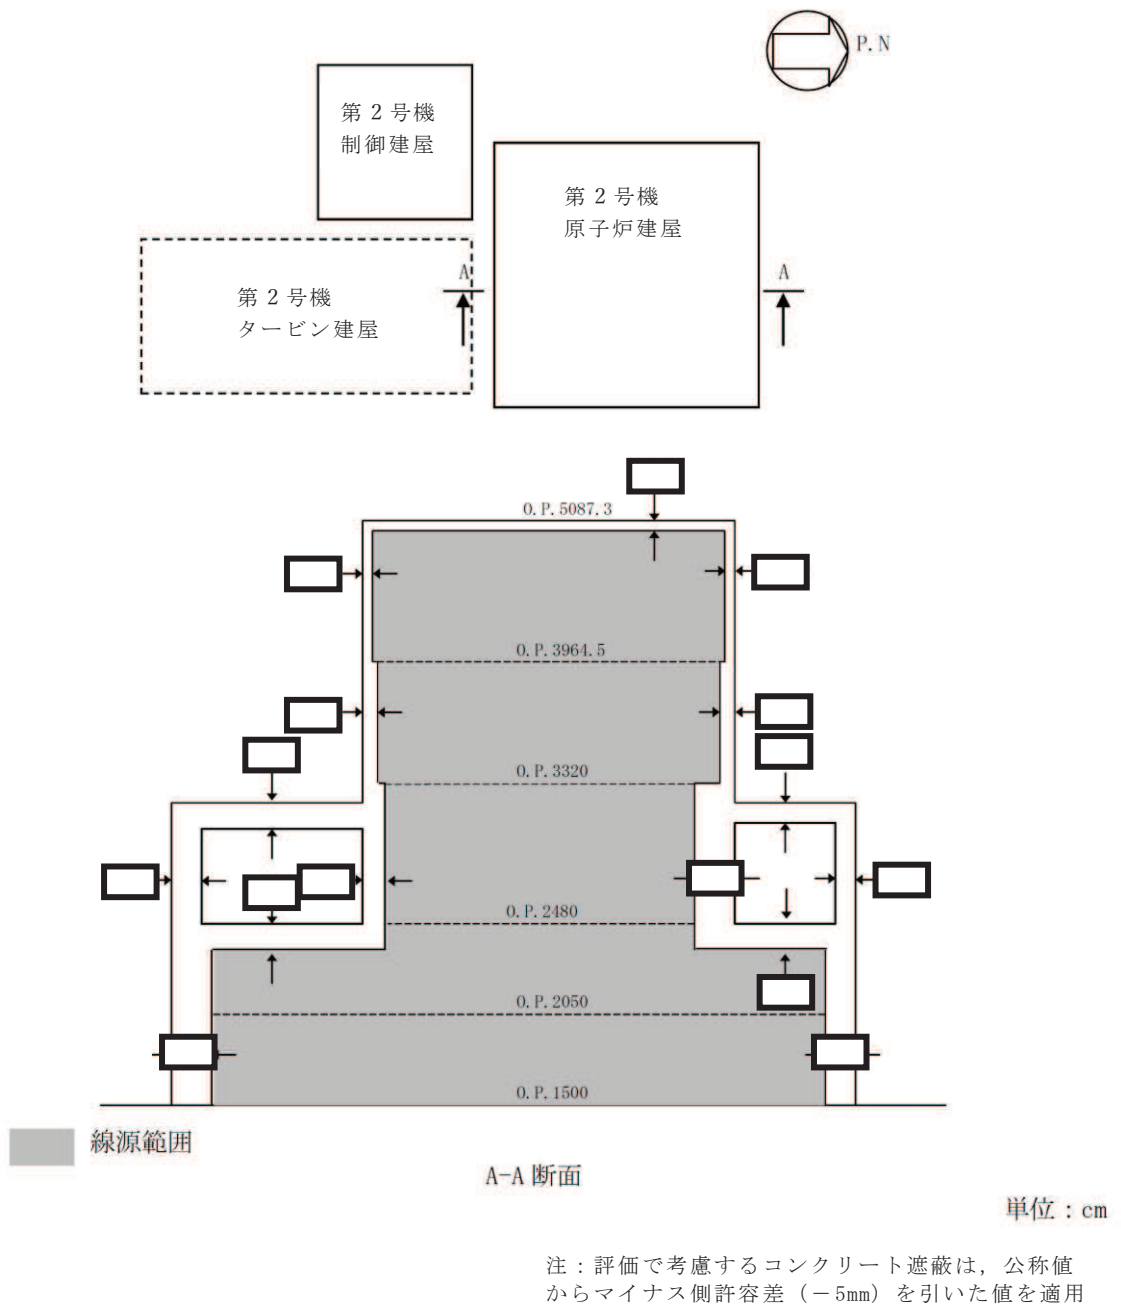 P.N
第2号機
制御建屋
第2号機
原子炉建屋
第2号機
タービン建屋
A
A
O.P.5087.3
O.P.3964.5
O.P.3320
O.P.2480
O.P.2050
O.P.1500
線源範囲
A-A 断面
単位：cm
注：評価で考慮するコンクリート遮蔽は，公称値
からマイナス側許容差（－5mm）を引いた値を適用